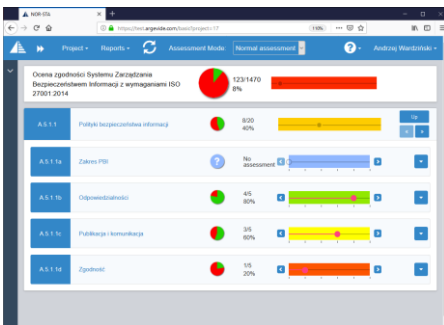 NOR-STA
https://test.argevide.com/base2/project=17
110%
Project
Reports
Assessment Mode:
Normal assessment
Andrzej Wardziński
Ocena zgodności Systemu Zarządzania
Bezpieczeństwem Informacji z wymaganiami ISO
27001:2014
123/1470
8%
A.5.1.1
Polityki bezpieczeństwa informacji
8/20
40%
Up
A.5.1.1a
Zakres PBI
No
assessment
A.5.1.1b
Odpowiedzialności
4/5
80%
A.5.1.1c
Publikacja i komunikacja
3/5
60%
A.5.1.1d
Zgodność
1/5
20%